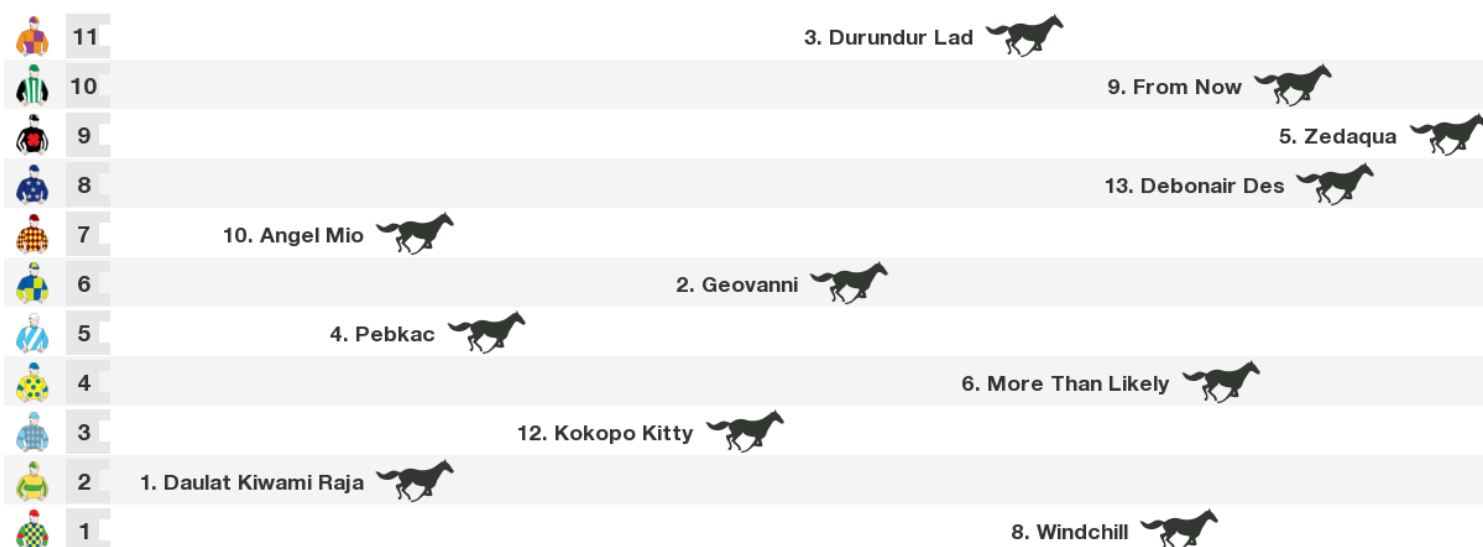 11 3. Durundur Lad
10 9. From Now
9 5. Zedaqua
8 13. Debonair Des
7 10. Angel Mio
6 2. Geovanni
5 4. Pebkac
4 6. More Than Likely
3 12. Kokopo Kitty
2 1. Daulat Kiwami Raja
1 8. Windchill